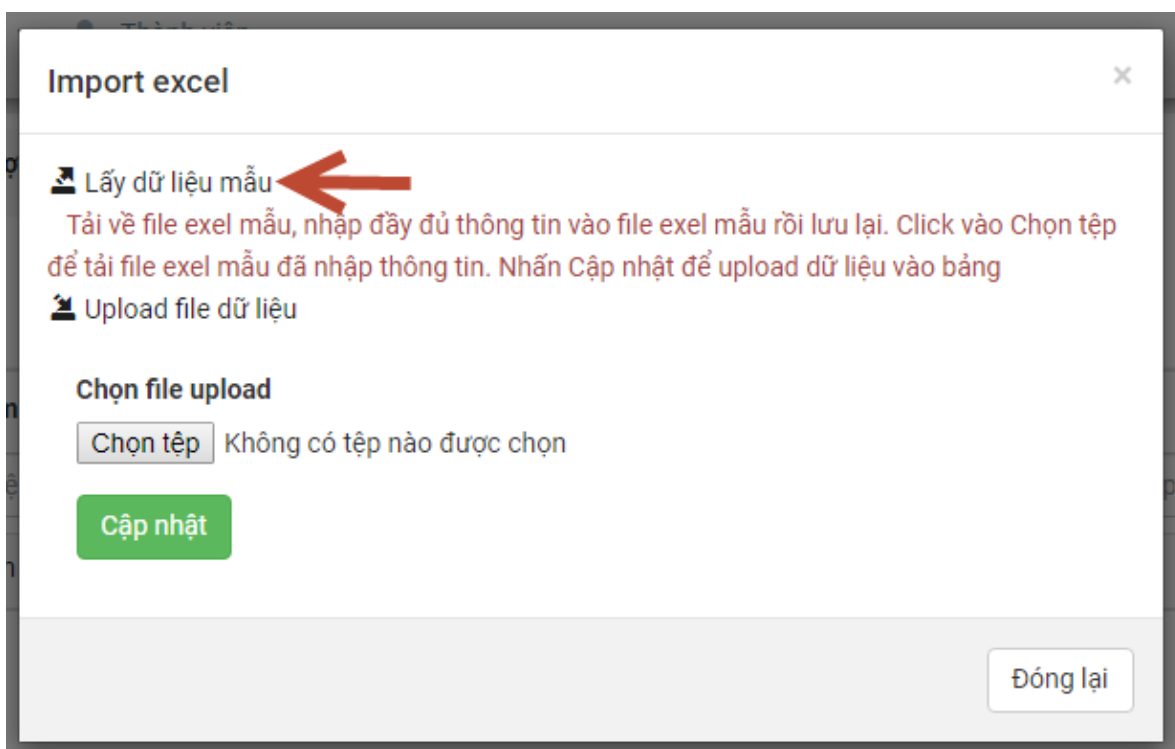 Thành viên
Import excel
×
Lấy dữ liệu mẫu
Tải về file exel mẫu, nhập đầy đủ thông tin vào file exel mẫu rồi lưu lại. Click vào Chọn tệp
để tải file exel mẫu đã nhập thông tin. Nhấn Cập nhật để upload dữ liệu vào bảng
Upload file dữ liệu
Chọn file upload
Chọn tệp Không có tệp nào được chọn
Cập nhật
Đóng lại